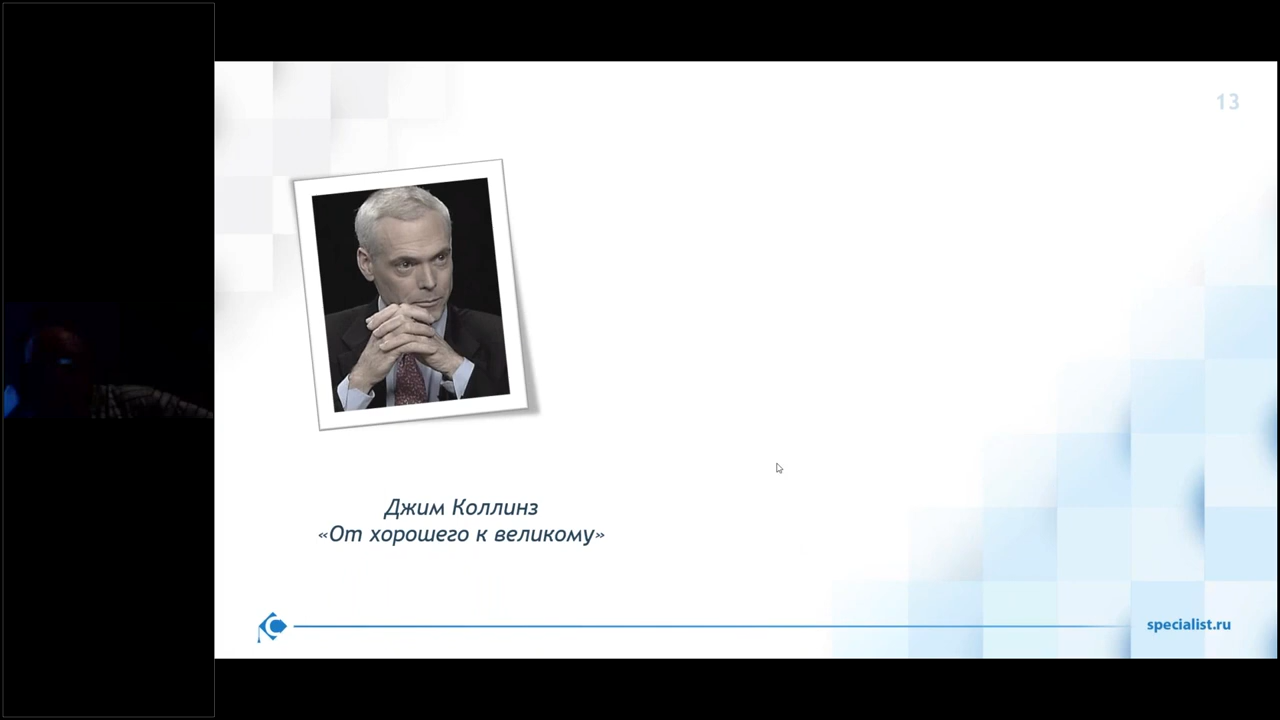 13
Джим Коллинз
«От хорошего к великому»
specialist.ru